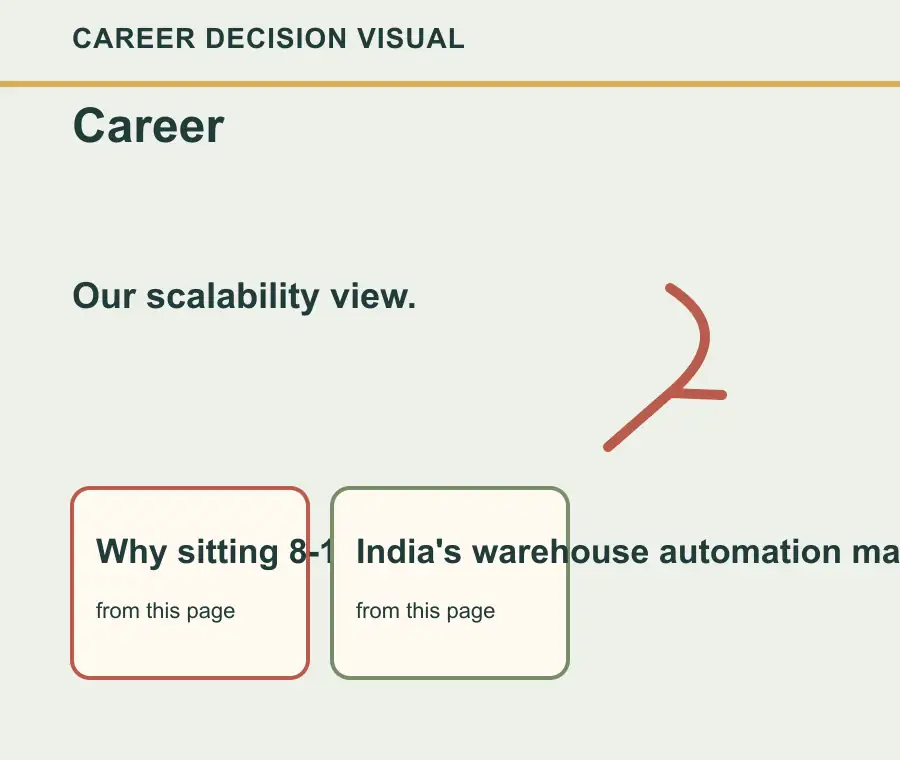 CAREER DECISION VISUAL
Career
Our scalability view.
Why sitting 8-1
from this page
India's warehouse automation ma
from this page